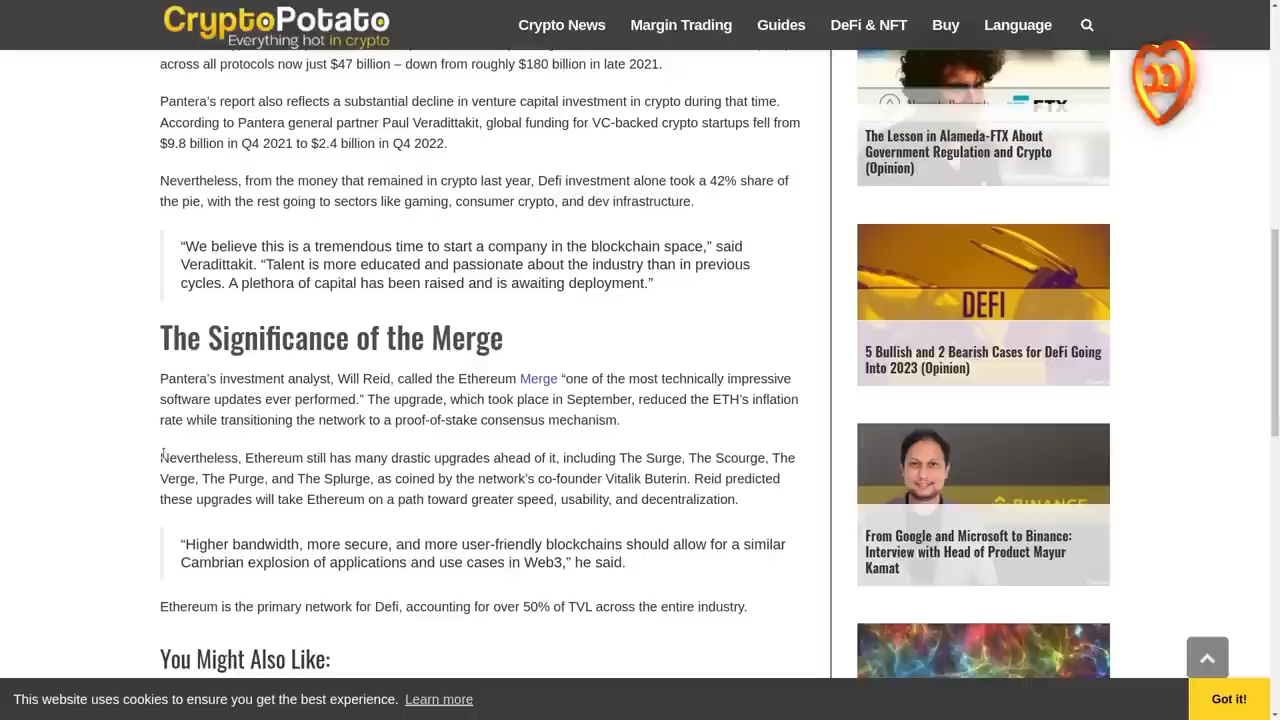 CryptoPotato
Everything hot in crypto
Crypto News
Margin Trading
Guides
DeFi & NFT
Buy
Language
across all protocols now just $47 billion – down from roughly $180 billion in late 2021.
Pantera’s report also reflects a substantial decline in venture capital investment in crypto during that time.
According to Pantera general partner Paul Veradittakit, global funding for VC-backed crypto startups fell from
$9.8 billion in Q4 2021 to $2.4 billion in Q4 2022.
Nevertheless, from the money that remained in crypto last year, Defi investment alone took a 42% share of
the pie, with the rest going to sectors like gaming, consumer crypto, and dev infrastructure.
“We believe this is a tremendous time to start a company in the blockchain space,” said
Veradittakit. “Talent is more educated and passionate about the industry than in previous
cycles. A plethora of capital has been raised and is awaiting deployment.”
The Significance of the Merge
Pantera’s investment analyst, Will Reid, called the Ethereum Merge “one of the most technically impressive
software updates ever performed.” The upgrade, which took place in September, reduced the ETH’s inflation
rate while transitioning the network to a proof-of-stake consensus mechanism.
Nevertheless, Ethereum still has many drastic upgrades ahead of it, including The Surge, The Scourge, The
Verge, The Purge, and The Splurge, as coined by the network’s co-founder Vitalik Buterin. Reid predicted
these upgrades will take Ethereum on a path toward greater speed, usability, and decentralization.
“Higher bandwidth, more secure, and more user-friendly blockchains should allow for a similar
Cambrian explosion of applications and use cases in Web3,” he said.
Ethereum is the primary network for Defi, accounting for over 50% of TVL across the entire industry.
You Might Also Like:
FTX
The Lesson in Alameda-FTX About
Government Regulation and Crypto
(Opinion)
DEFI
5 Bullish and 2 Bearish Cases for DeFi Going
Into 2023 (Opinion)
BINANCE
From Google and Microsoft to Binance:
Interview with Head of Product Mayur
Kamat
This website uses cookies to ensure you get the best experience. Learn more
Got it!